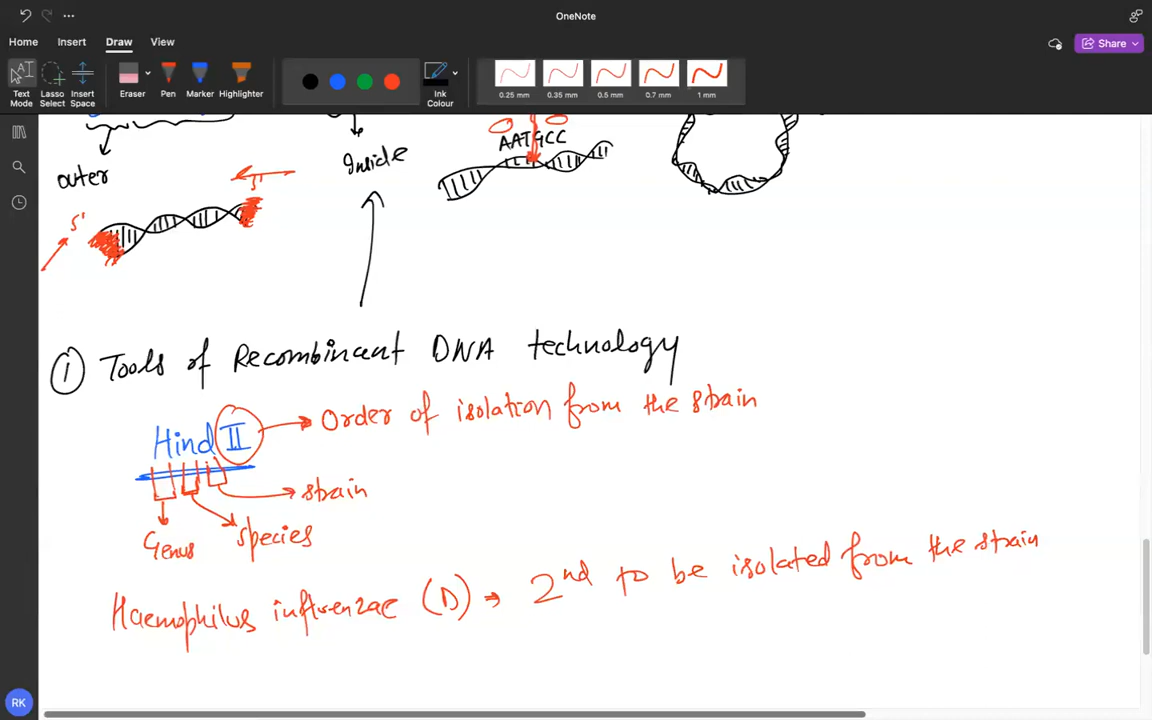 OneNote
Home Insert Draw View
Share
Text Mode
Lasso Select
Insert Space
Eraser
Pen
Marker
Highlighter
Ink Colour
0.25 mm
0.35 mm
0.5 mm
0.7 mm
1 mm
AATGCC
Inside
outer
3'
5'
① Tools of Recombinant DNA technology
Hind II → Order of isolation from the strain
strain
Genus
species
Haemophilus influenzae (D) → 2nd to be isolated from the strain
RK